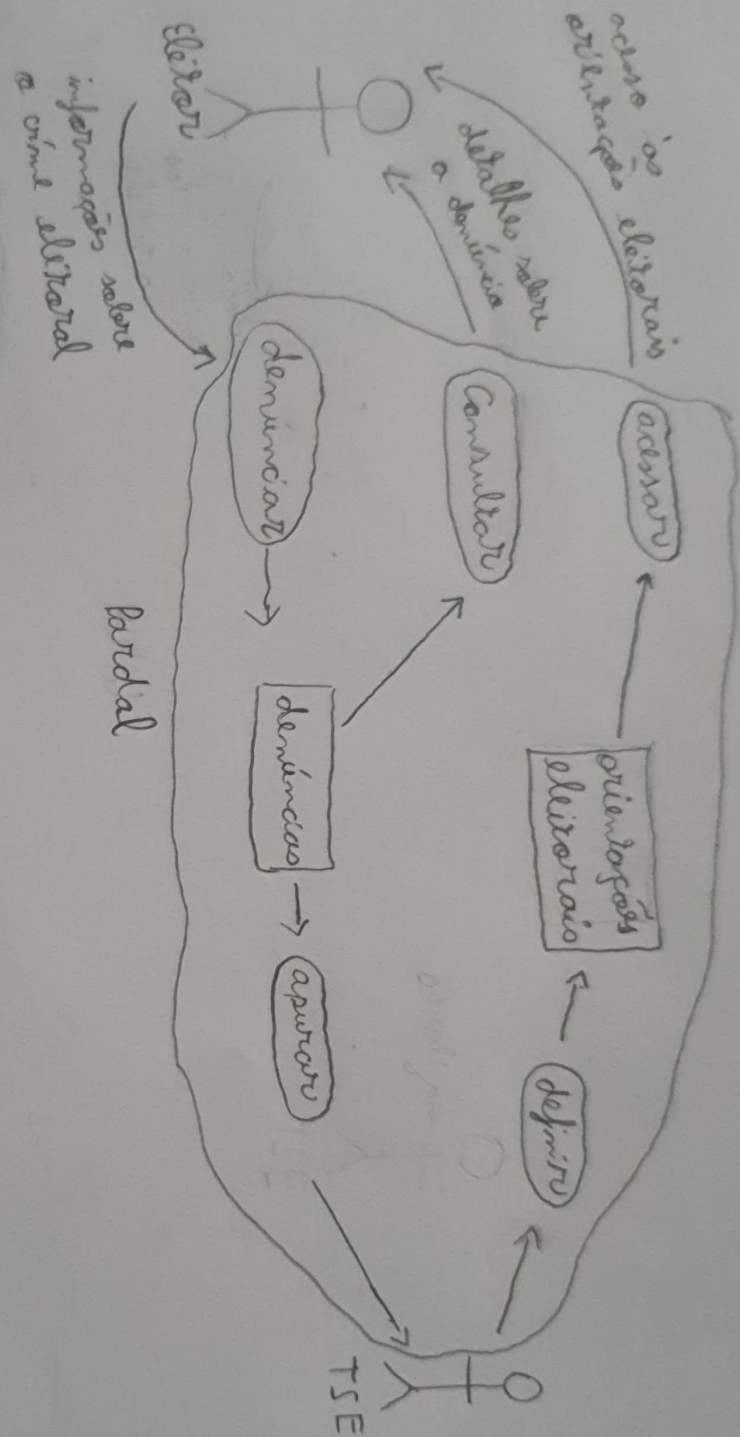 acesso às
orientações eleitorais
acessar
orientações
eleitorais
definir
detalhes sobre
a denúncia
Consultar
TSE
Eleitor
denunciar
denúncias
apurar
informações sobre
o crime eleitoral
Pardal